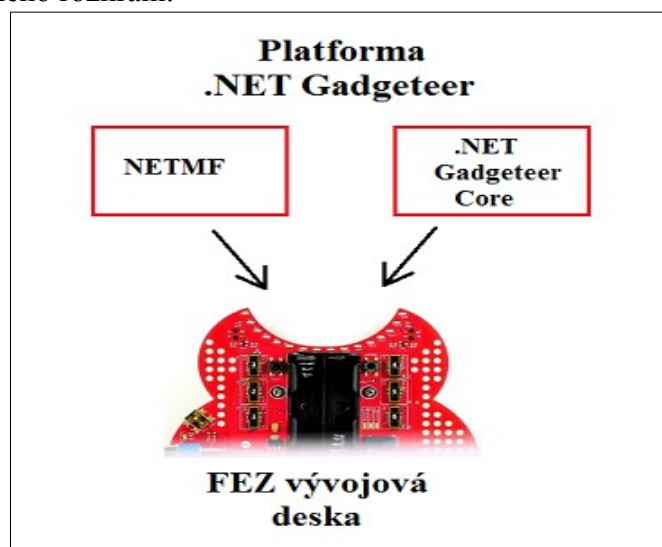 Platforma
.NET Gadgeteer
NETMF
.NET
Gadgeteer
Core
FEZ vývojová
deska